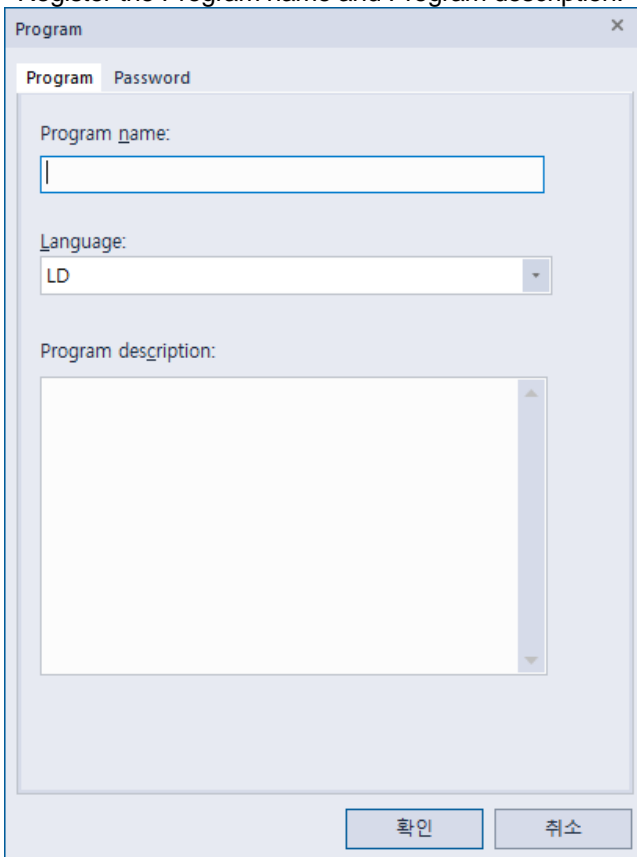 Register the Program name and Program description.
Program
Program Password
Program name:
Language:
LD
Program description:
확인 취소